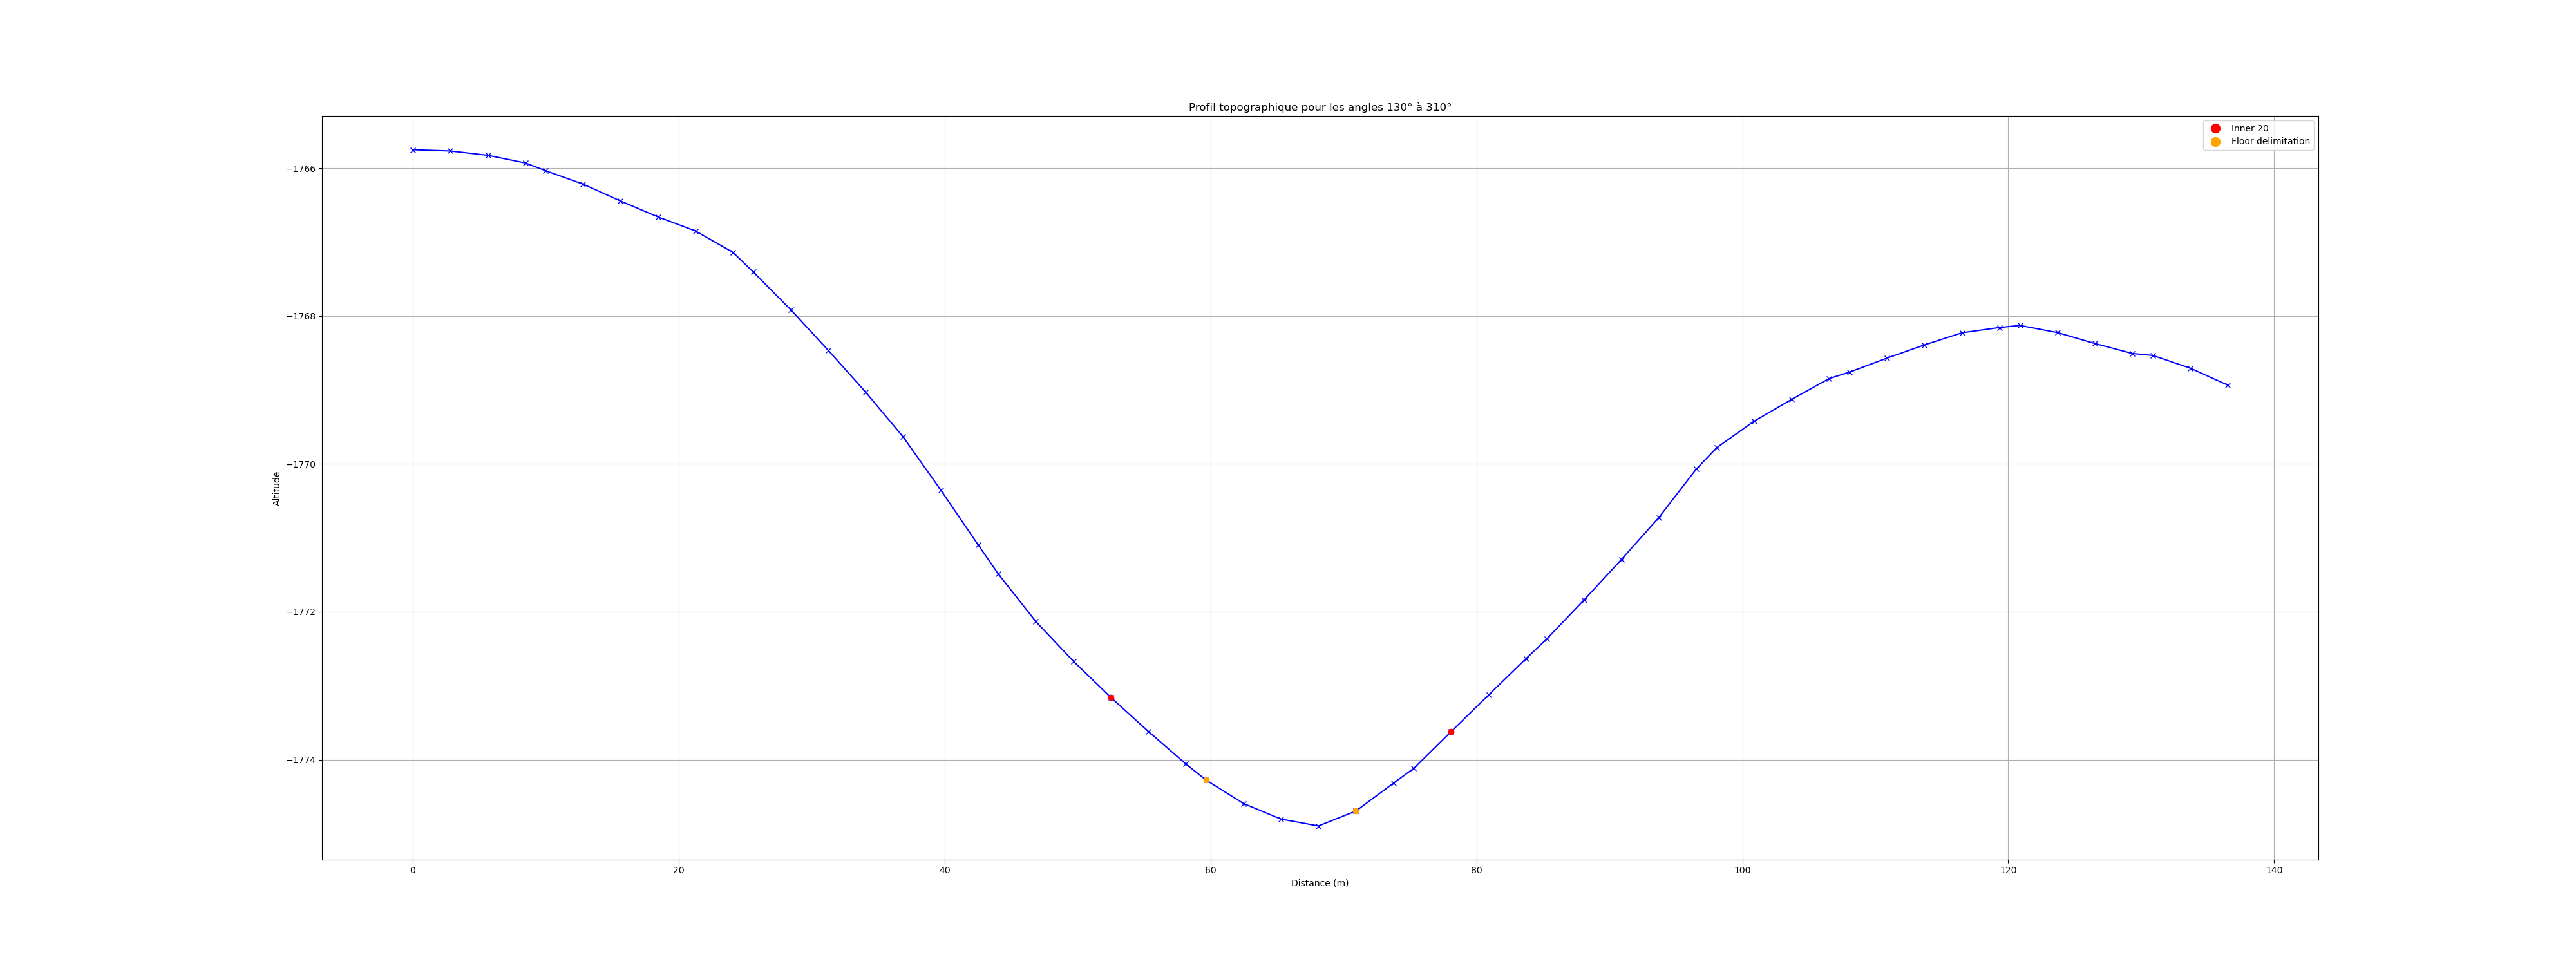 Profil topographique pour les angles 130° à 310°
Inner 20
Floor delimitation
−1766
−1768
−1770
−1772
−1774
Altitude
0 20 40 60 80 100 120 140
Distance (m)